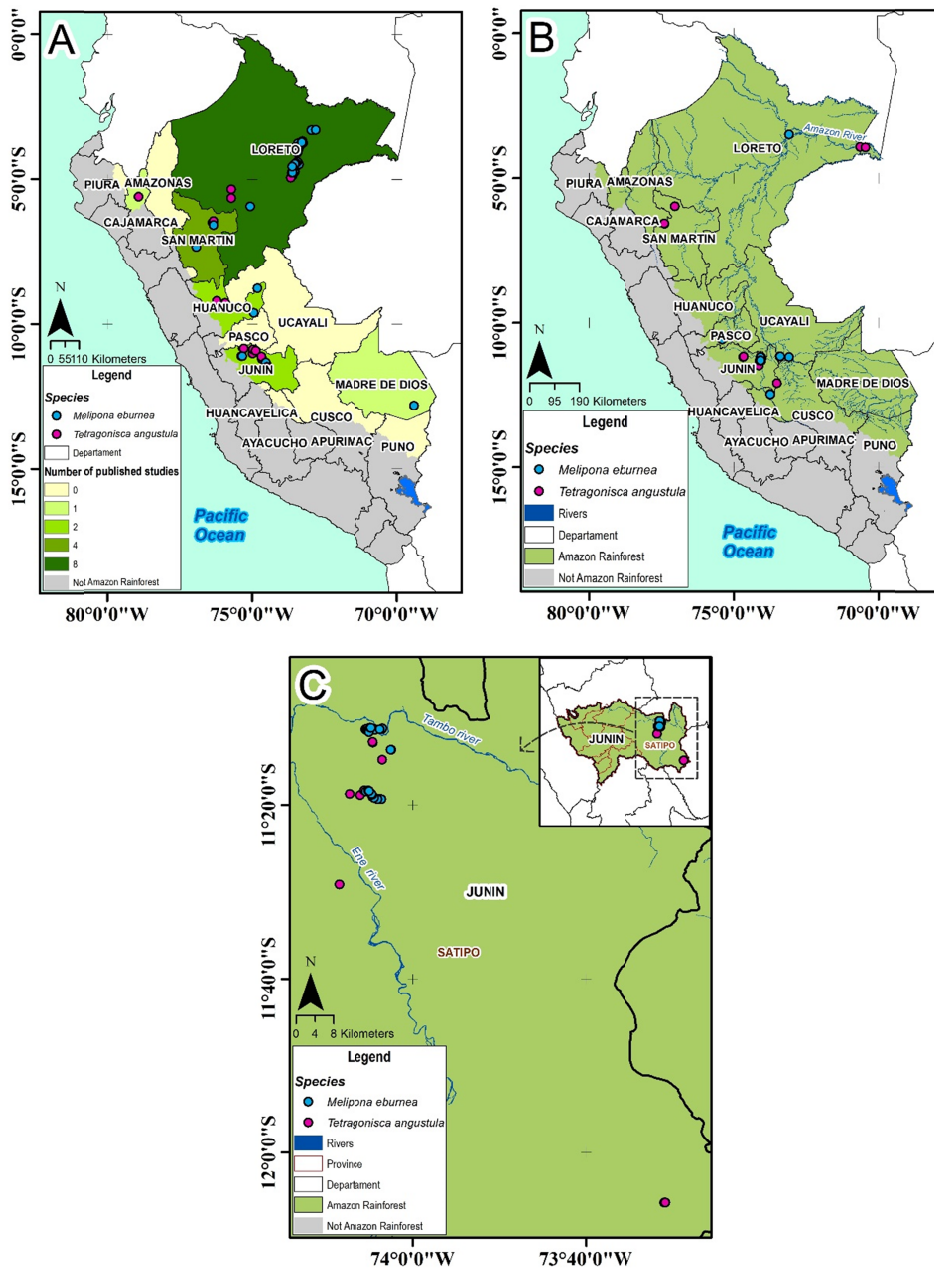 A
0°0'0"S
5°0'0"S
10°0'0"S
15°0'0"S
LORETO
PIURA
AMAZONAS
CAJAMARCA
SAN MARTIN
HUANUCO
UCAYALI
PASCO
JUNIN
MADRE DE DIOS
HUANCAVELICA
CUSCO
AYACUCHO
APURIMAC
PUNO
N
0 55110 Kilometers
Legend
Species
Melipona eburnea
Tetragonisca angustula
Departament
Number of published studies
0
1
2
4
8
Not Amazon Rainforest
Pacific
Ocean
80°0'0"W
75°0'0"W
70°0'0"W
B
0°0'0"S
5°0'0"S
10°0'0"S
15°0'0"S
Amazon River
LORETO
PIURA
AMAZONAS
CAJAMARCA
SAN MARTIN
HUANUCO
UCAYALI
PASCO
JUNIN
MADRE DE DIOS
HUANCAVELICA
CUSCO
AYACUCHO
APURIMAC
PUNO
N
0 95 190 Kilometers
Legend
Species
Melipona eburnea
Tetragonisca angustula
Rivers
Departament
Amazon Rainforest
Not Amazon Rainforest
Pacific
Ocean
80°0'0"W
75°0'0"W
70°0'0"W
C
Tambo river
JUNIN
SATIPO
11°20'0"S
Ene river
JUNIN
SATIPO
11°40'0"S
N
0 4 8 Kilometers
Legend
Species
Melipona eburnea
Tetragonisca angustula
Rivers
Province
Departament
Amazon Rainforest
Not Amazon Rainforest
12°0'0"S
74°0'0"W
73°40'0"W